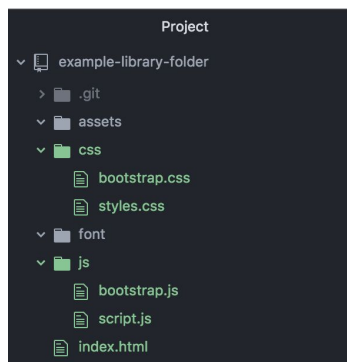 Project
example-library-folder
.git
assets
css
bootstrap.css
styles.css
font
js
bootstrap.js
script.js
index.html